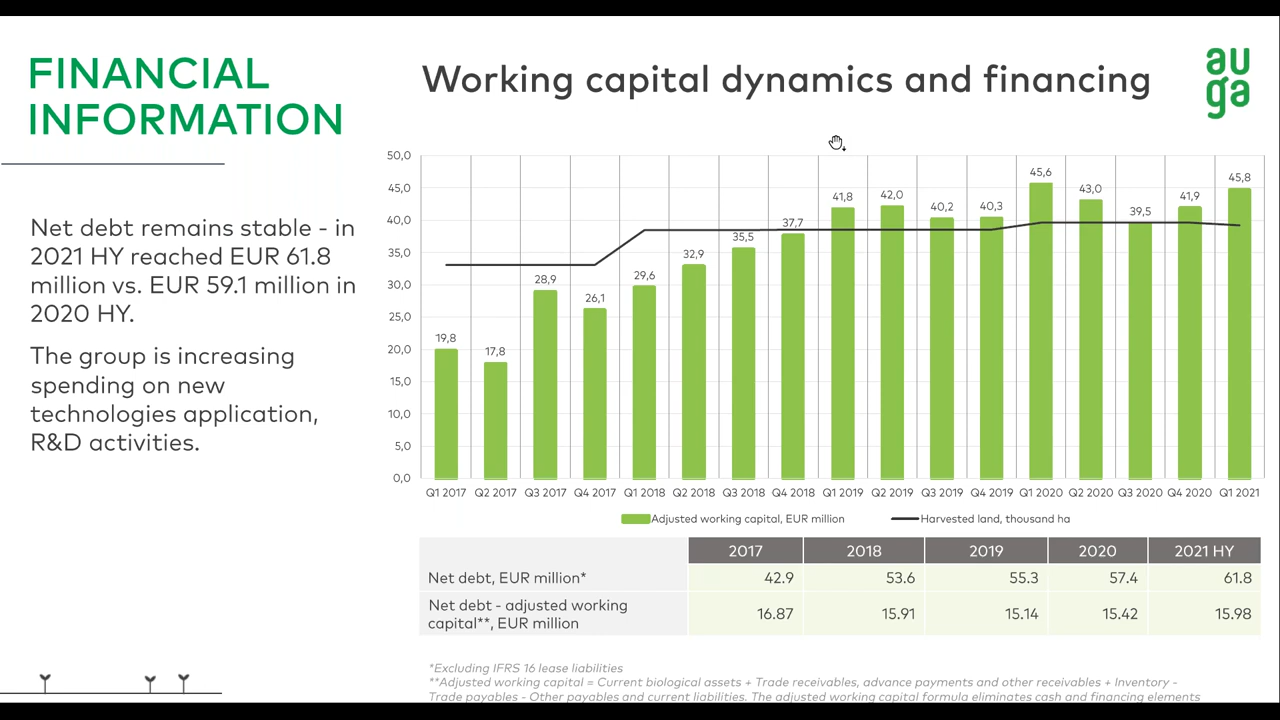 FINANCIAL
INFORMATION
Net debt remains stable - in
2021 HY reached EUR 61.8
million vs. EUR 59.1 million in
2020 HY.
The group is increasing
spending on new
technologies application,
R&D activities.
Working capital dynamics and financing
au
ga
50,0
45,0
40,0
35,0
30,0
25,0
20,0
15,0
10,0
5,0
0,0
19,8
17,8
28,9
26,1
29,6
32,9
35,5
37,7
41,8
42,0
40,2
40,3
45,6
43,0
39,5
41,9
45,8
Q1 2017 Q2 2017 Q3 2017 Q4 2017 Q1 2018 Q2 2018 Q3 2018 Q4 2018 Q1 2019 Q2 2019 Q3 2019 Q4 2019 Q1 2020 Q2 2020 Q3 2020 Q4 2020 Q1 2021
Adjusted working capital, EUR million Harvested land, thousand ha
2017 2018 2019 2020 2021 HY
Net debt, EUR million* 42.9 53.6 55.3 57.4 61.8
Net debt - adjusted working
capital**, EUR million 16.87 15.91 15.14 15.42 15.98
*Excluding IFRS 16 lease liabilities
**Adjusted working capital = Current biological assets + Trade receivables, advance payments and other receivables + Inventory -
Trade payables - Other payables and current liabilities. The adjusted working capital formula eliminates cash and financing elements